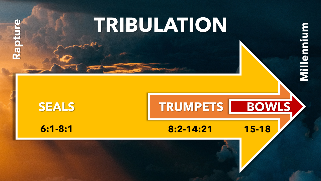 TRIBULATION
Rapture
Millennium
SEALS
TRUMPETS
BOWLS
6:1-8:1
8:2-14:21
15-18